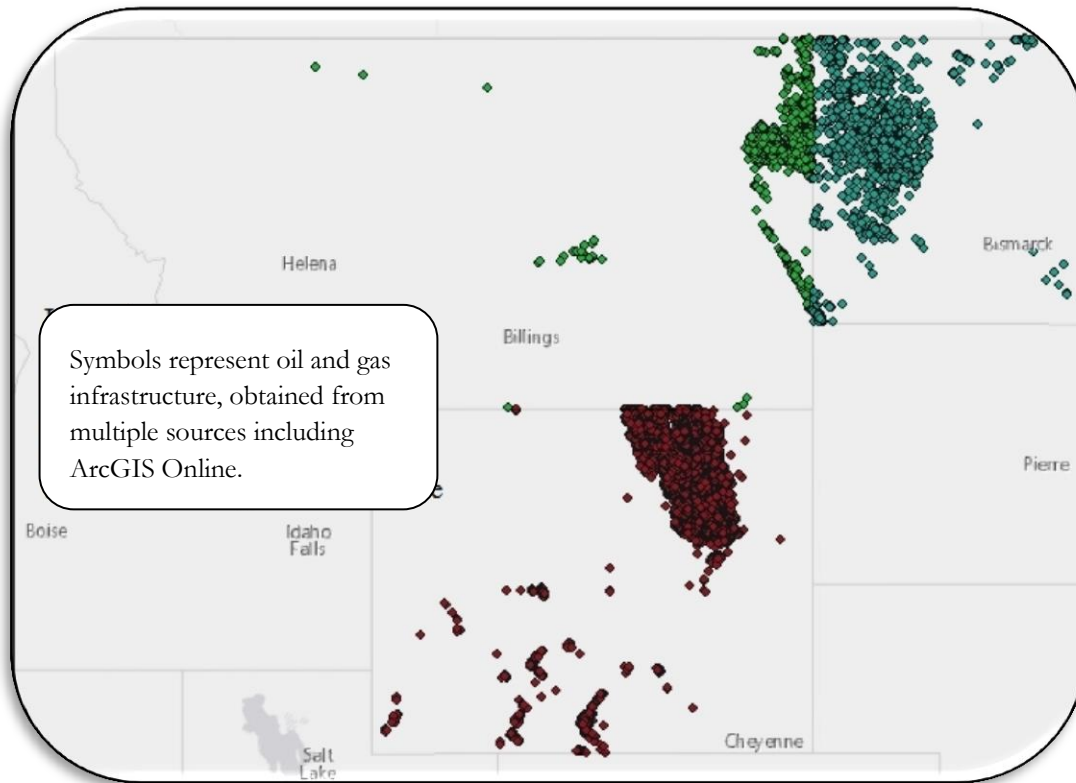 Bismarck
Helena
Billings
Symbols represent oil and gas
infrastructure, obtained from
multiple sources including
ArcGIS Online.
Pierre
Boise
Idaho
Falls
Cheyenne
Salt
Lake